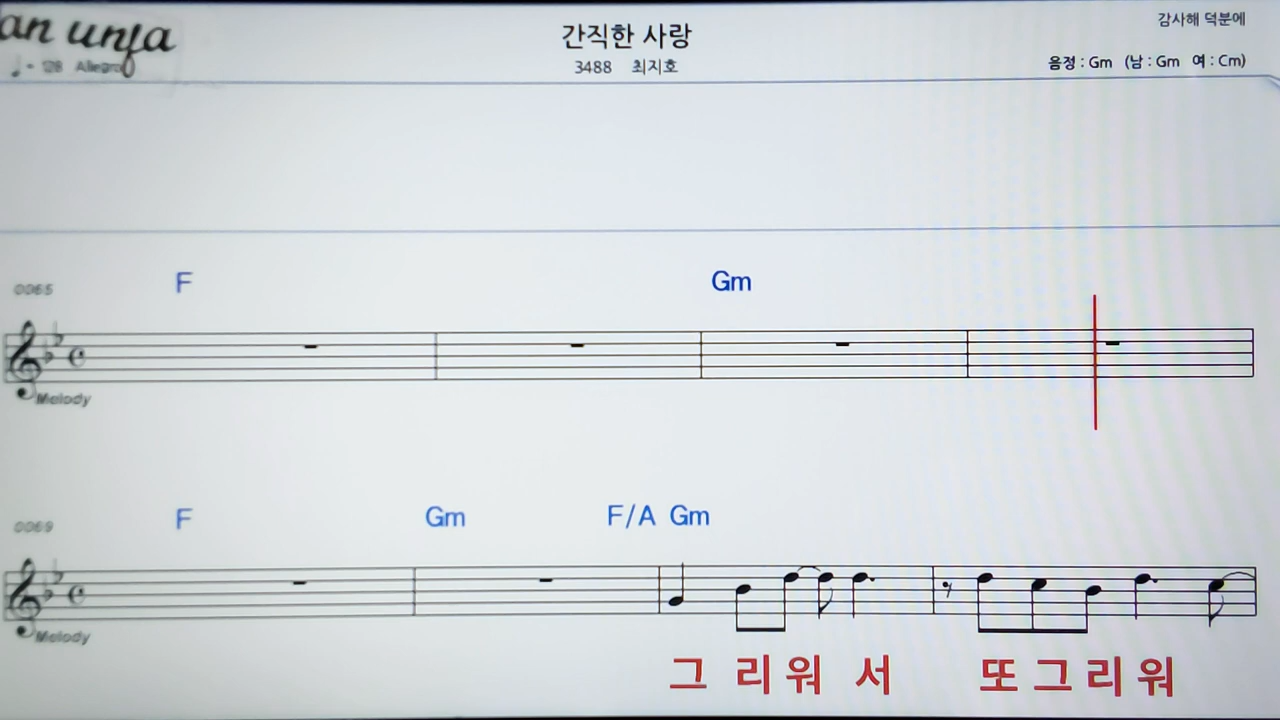 an unfa
감사해 덕분에
간직한 사랑
♩= 128 Allegro
3488 최지호
음정 : Gm (남 : Gm 여 : Cm)
F Gm
0065
Melody
F Gm F/A Gm
0069
Melody
그 리 워 서 또 그 리 워